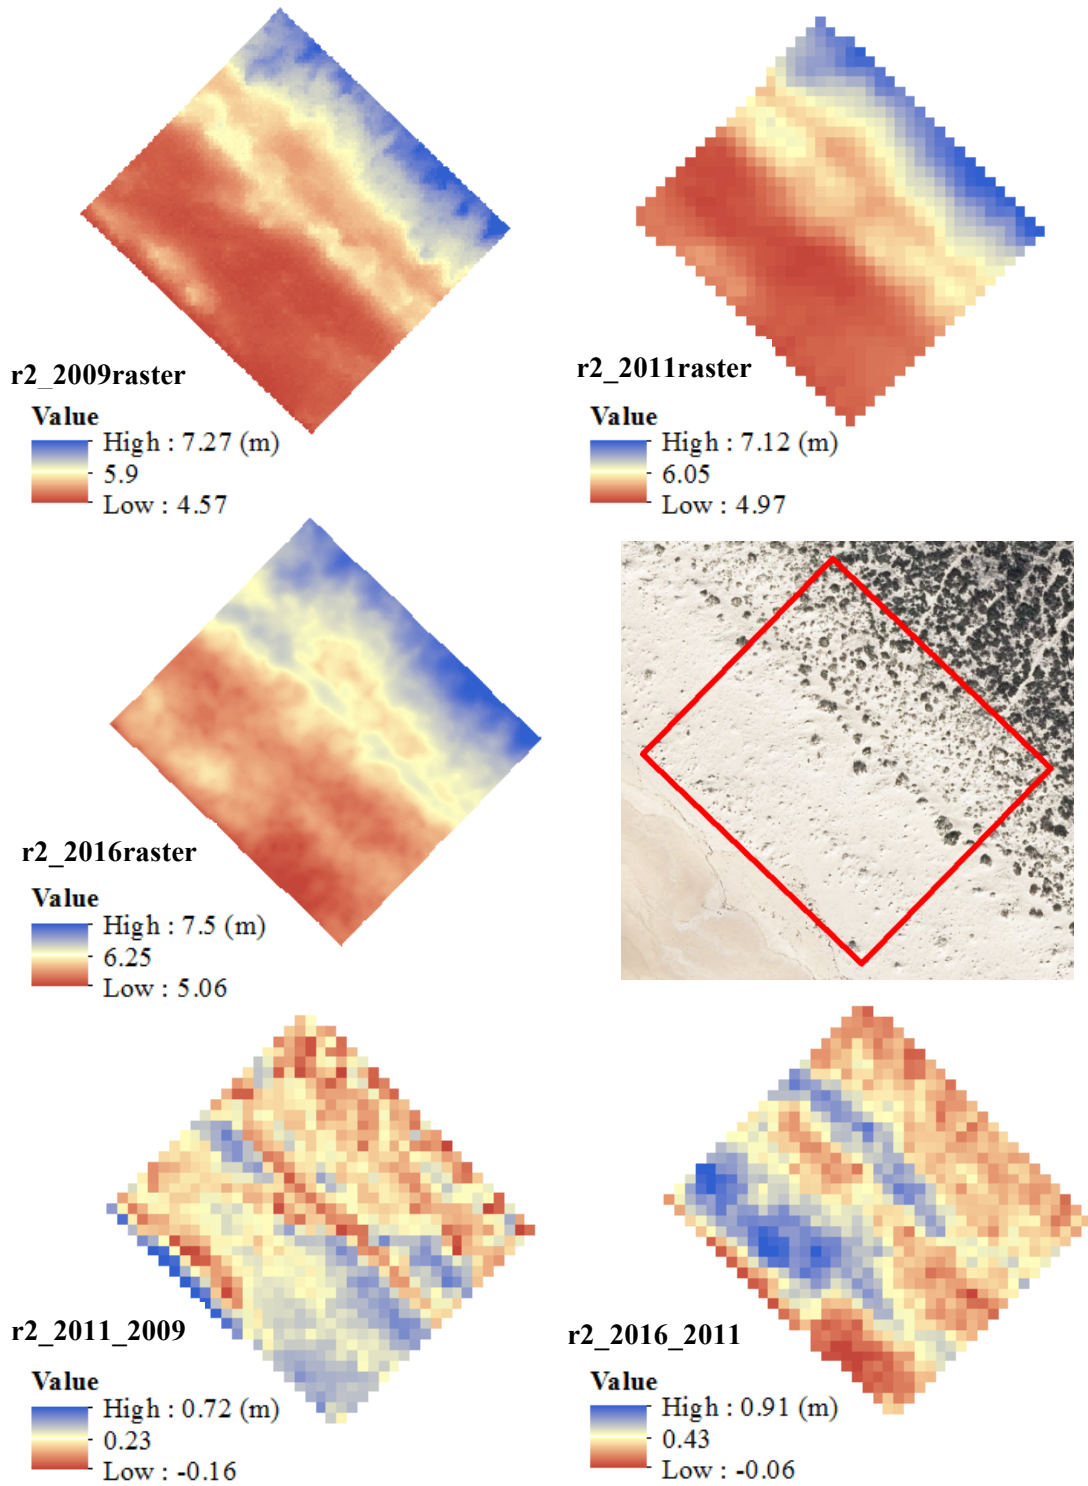 r2_2009raster
Value
High : 7.27 (m)
5.9
Low : 4.57
r2_2011raster
Value
High : 7.12 (m)
6.05
Low : 4.97
r2_2016raster
Value
High : 7.5 (m)
6.25
Low : 5.06
r2_2011_2009
Value
High : 0.72 (m)
0.23
Low : -0.16
r2_2016_2011
Value
High : 0.91 (m)
0.43
Low : -0.06